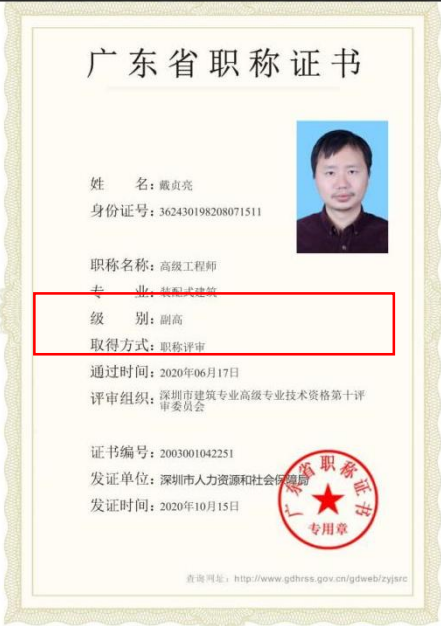 广东省职称证书
姓 名：戴贞亮
身份证号：362430198208071511
职称名称：高级工程师
专 业：装配式建筑
级 别：副高
取得方式：职称评审
通过时间：2020年06月17日
评审组织：深圳市建筑专业高级专业技术资格第十评
审委员会
证书编号：2003001042251
发证单位：深圳市人力资源和社会保障局
发证时间：2020年10月15日
广东省职称证书
专用章
查询网址：http://www.gdhrss.gov.cn/gdweb/zyjsrc